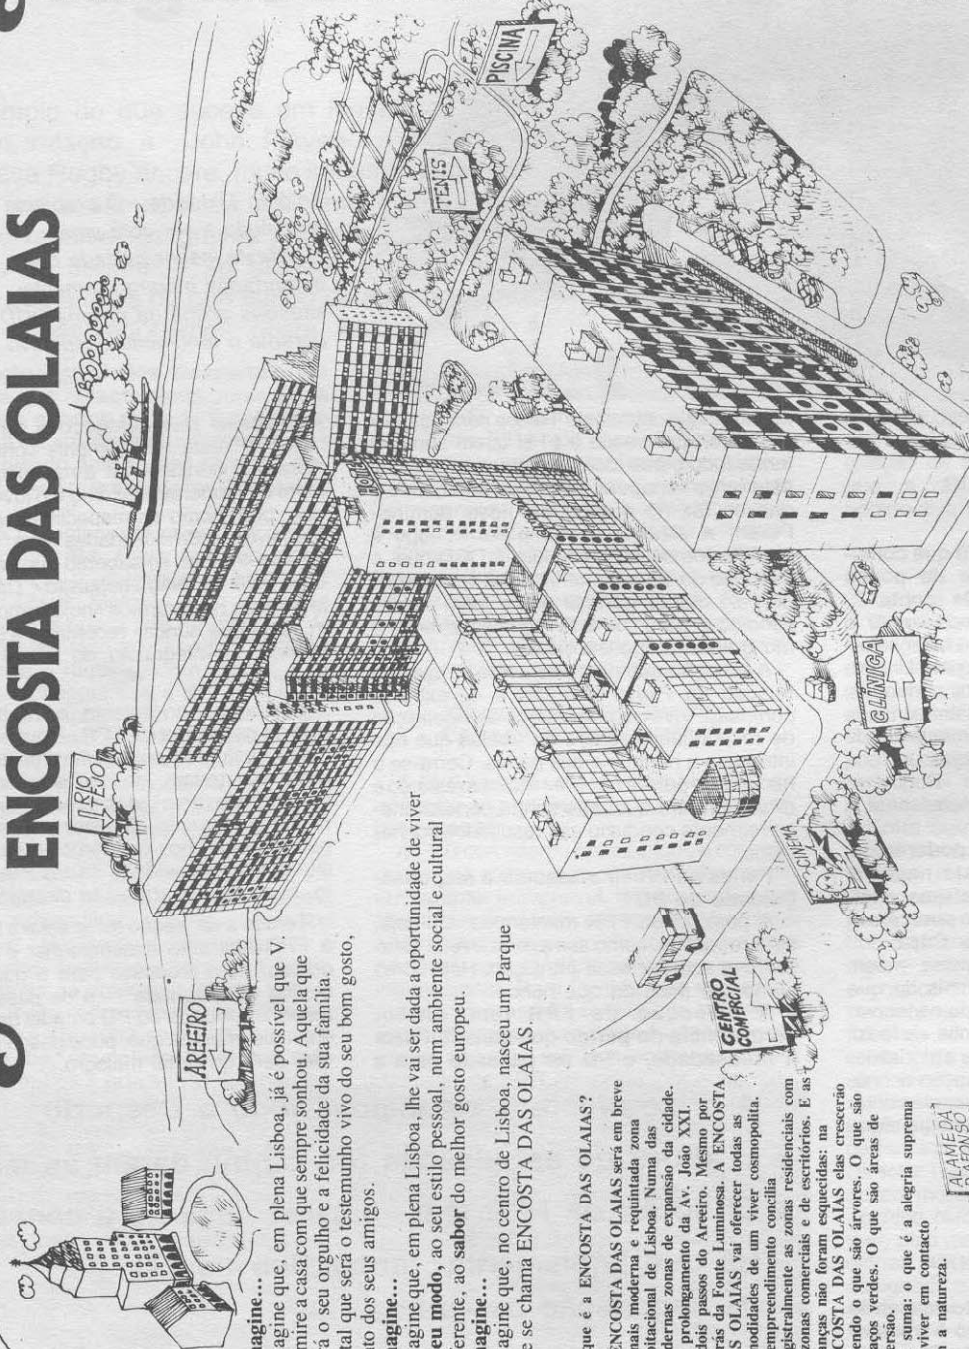 ENCOSTA DAS OLAIAS
RIO
TEJO
AREEIRO
TENIS
PISCINA
CLÍNICA
CINEMA
CENTRO
COMERCIAL
ALAMEDA
D. AFONSO
HO
agine...
agine que, em plena Lisboa, já é possível que V.
mire a casa com que sempre sonhou. Aquela que
rá o seu orgulho e a felicidade da sua família.
tal que será o testemunho vivo do seu bom gosto,
to dos seus amigos.
agine...
agine que, em plena Lisboa, lhe vai ser dada a oportunidade de viver
eu modo, ao seu estilo pessoal, num ambiente social e cultural
ferente, ao sabor do melhor gosto europeu.
agine...
agine que, no centro de Lisboa, nasceu um Parque
e se chama ENCOSTA DAS OLAIAS.
que é a ENCOSTA DAS OLAIAS?
ENCOSTA DAS OLAIAS será em breve
mais moderna e requintada zona
bitacional de Lisboa. Numa das
dernas zonas de expansão da cidade.
prolongamento da Av. João XXI.
dois passos do Areeiro. Mesmo por
rás da Fonte Luminosa. A ENCOSTA
S OLAIAS vai oferecer todas as
modidades de um viver cosmopolita.
empreendimento concilia
gistralmente as zonas residenciais com
zonas comerciais e de escritórios. E as
anças não foram esquecidas: na
COSTA DAS OLAIAS elas crescerão
endo o que são árvores. O que são
aços verdes. O que são áreas de
ersão.
suma: o que é a alegria suprema
viver em contacto
a natureza.